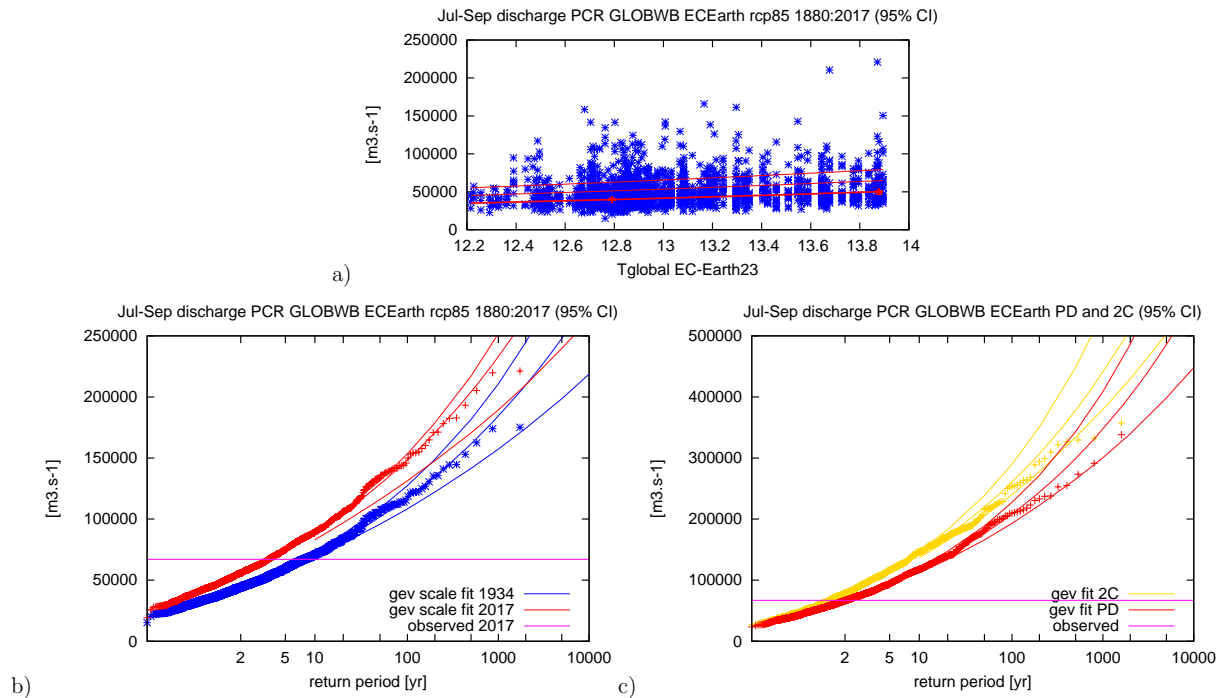 Jul-Sep discharge PCR GLOBWB ECEarth rcp85 1880:2017 (95% CI)
250000
200000
150000
100000
50000
0
[m3.s-1]
12.2 12.4 12.6 12.8 13 13.2 13.4 13.6 13.8 14
Tglobal EC-Earth23
a)
Jul-Sep discharge PCR GLOBWB ECEarth rcp85 1880:2017 (95% CI)
250000
200000
150000
100000
50000
0
[m3.s-1]
gev scale fit 1934
gev scale fit 2017
observed 2017
2 5 10 100 1000 10000
return period [yr]
b)
Jul-Sep discharge PCR GLOBWB ECEarth PD and 2C (95% CI)
500000
400000
300000
200000
100000
0
[m3.s-1]
gev fit 2C
gev fit PD
observed
2 5 10 100 1000 10000
return period [yr]
c)